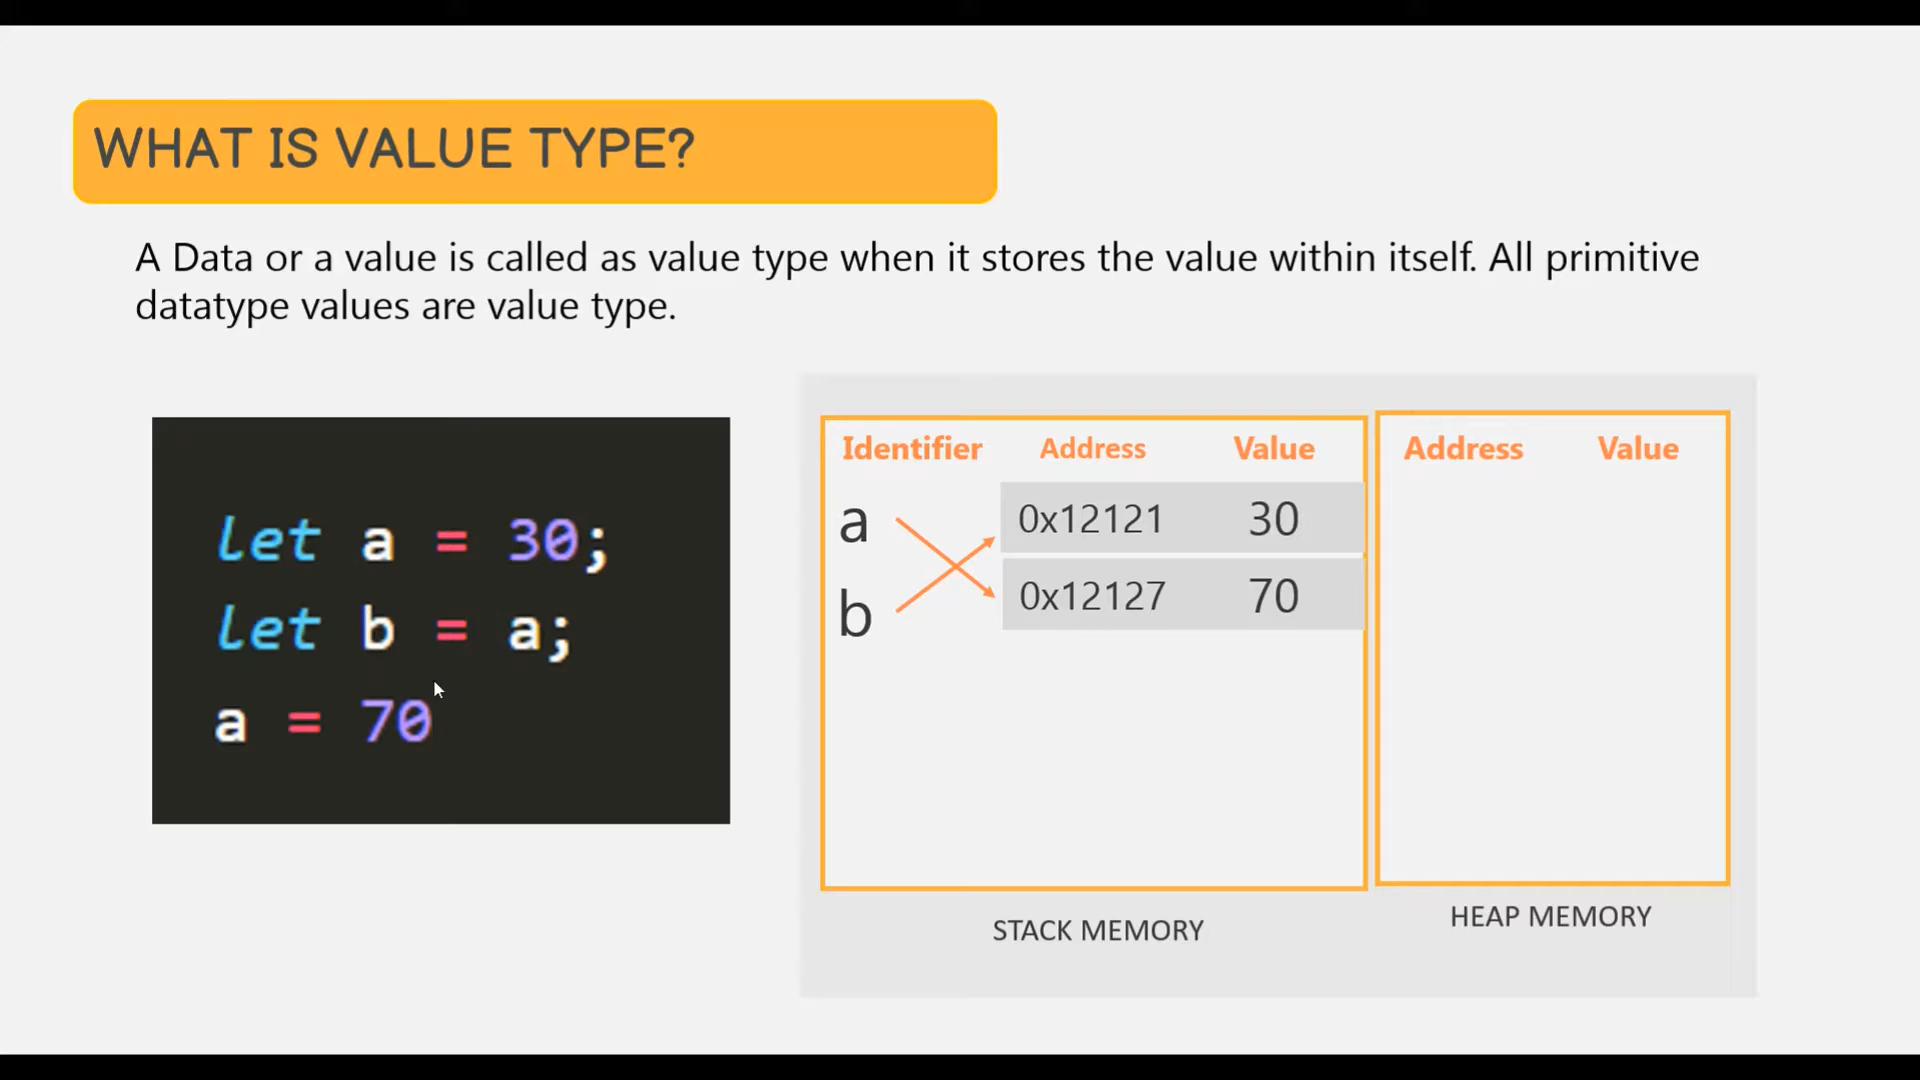 WHAT IS VALUE TYPE?
A Data or a value is called as value type when it stores the value within itself. All primitive
datatype values are value type.
let a = 30;
let b = a;
a = 70
Identifier Address Value
a 0x12121 30
b 0x12127 70
STACK MEMORY
Address Value
HEAP MEMORY